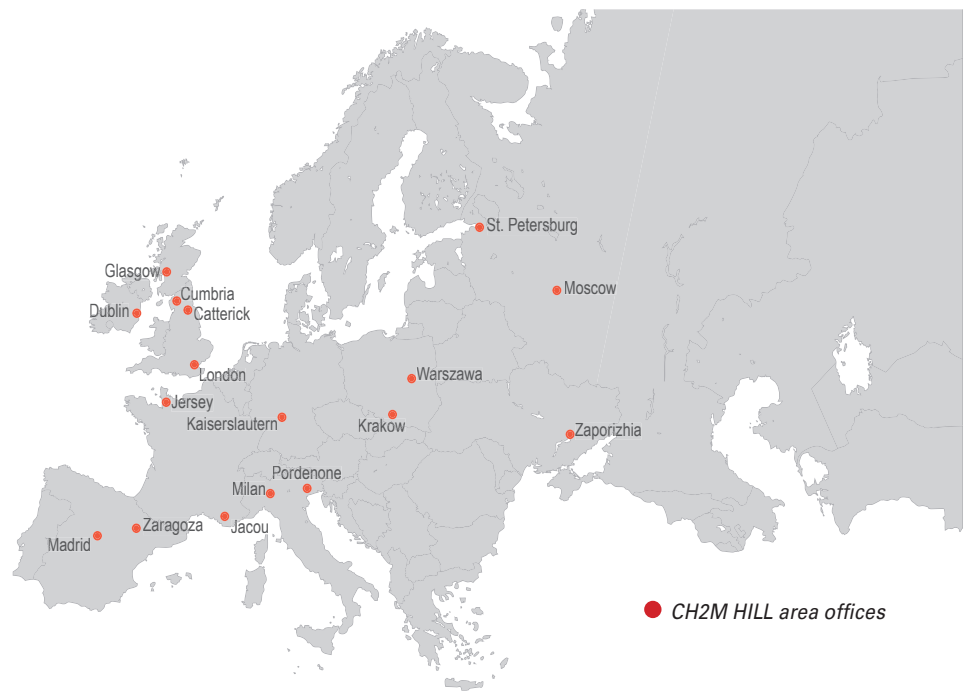 St. Petersburg
Glasgow
Moscow
Cumbria
Dublin
Catterick
London
Warszawa
Jersey
Kaiserslautern
Krakow
Zaporizhia
Pordenone
Milan
Zaragoza
Jacou
Madrid
CH2M HILL area offices